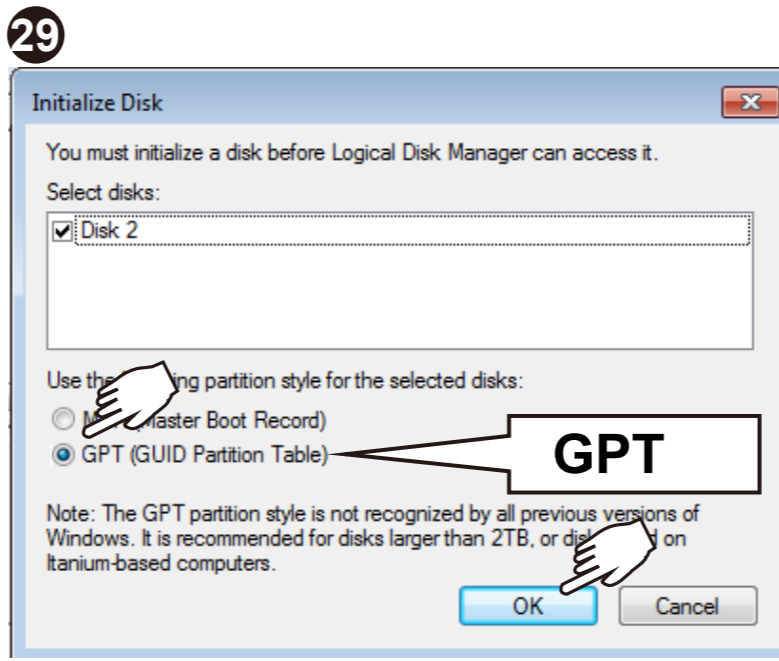 29
Initialize Disk
You must initialize a disk before Logical Disk Manager can access it.
Select disks:
Disk 2
Use the ing partition style for the selected disks:
Master Boot Record)
GPT (GUID Partition Table)
GPT
Note: The GPT partition style is not recognized by all previous versions of
Windows. It is recommended for disks larger than 2TB, or on
Itanium-based computers.
OK
Cancel